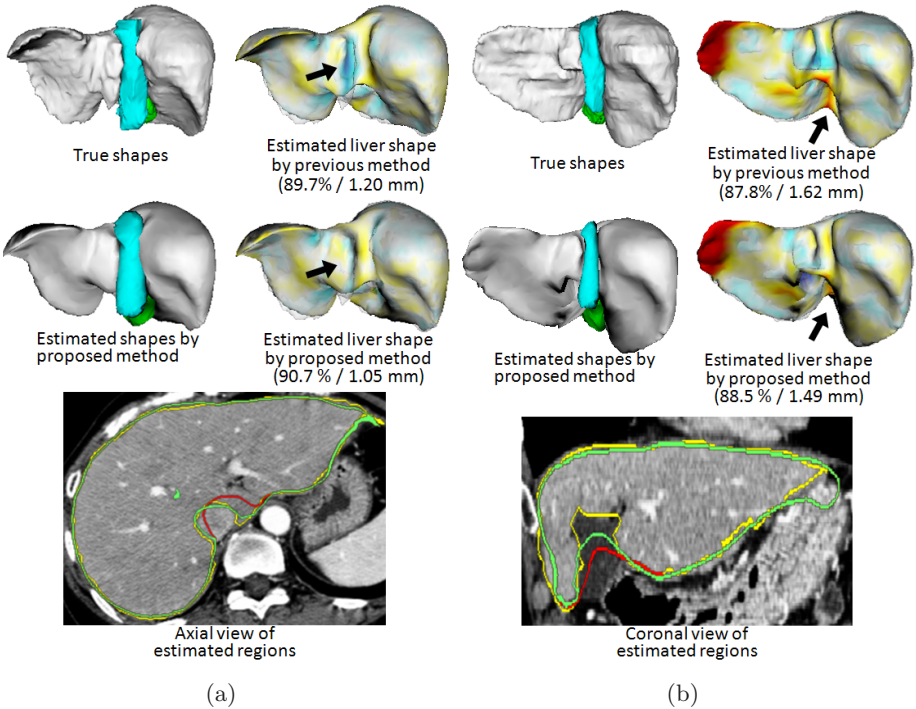 True shapes
Estimated liver shape
by previous method
(89.7% / 1.20 mm)
Estimated shapes by
proposed method
Estimated liver shape
by proposed method
(90.7 % / 1.05 mm)
Axial view of
estimated regions
(a)
True shapes
Estimated liver shape
by previous method
(87.8% / 1.62 mm)
Estimated shapes by
proposed method
Estimated liver shape
by proposed method
(88.5 % / 1.49 mm)
Coronal view of
estimated regions
(b)